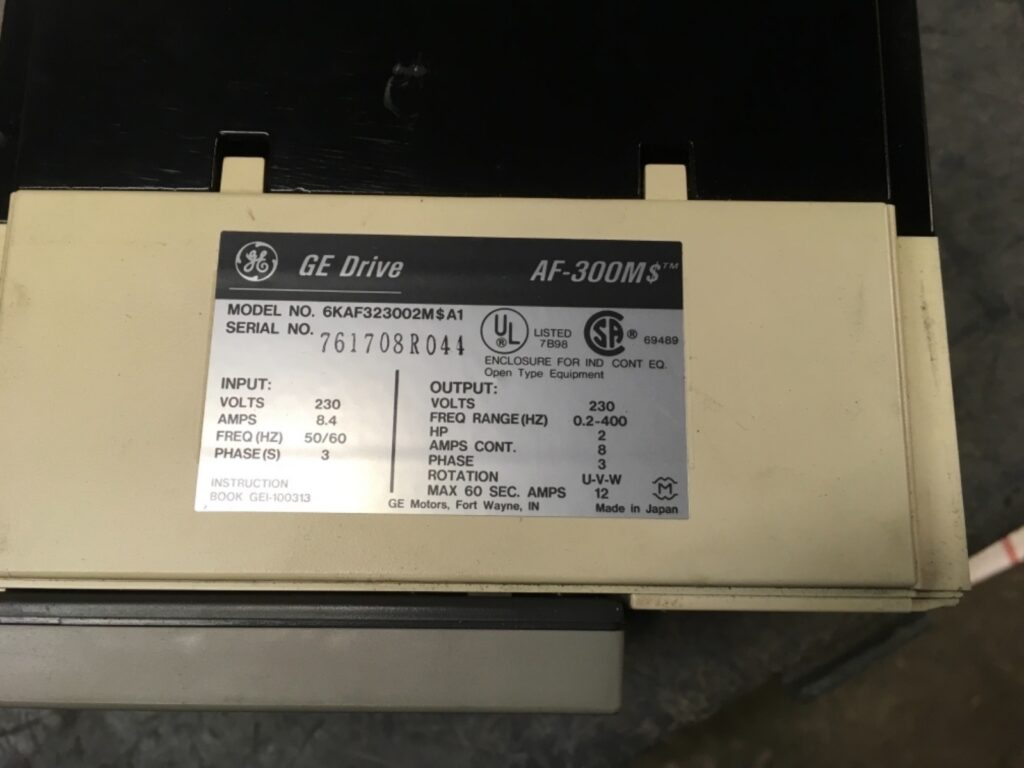 GE GE Drive AF-300M$™
MODEL NO. 6KAF323002M$A1
SERIAL NO. 761708R044
UL ® LISTED 7B98
SA ® 69489
ENCLOSURE FOR IND CONT EQ.
Open Type Equipment
INPUT:
VOLTS 230
AMPS 8.4
FREQ (HZ) 50/60
PHASE(S) 3
INSTRUCTION
BOOK GEI-100313
OUTPUT:
VOLTS 230
FREQ RANGE(HZ) 0.2-400
HP 2
AMPS CONT. 8
PHASE 3
ROTATION U-V-W
MAX 60 SEC. AMPS 12
GE Motors, Fort Wayne, IN Made in Japan